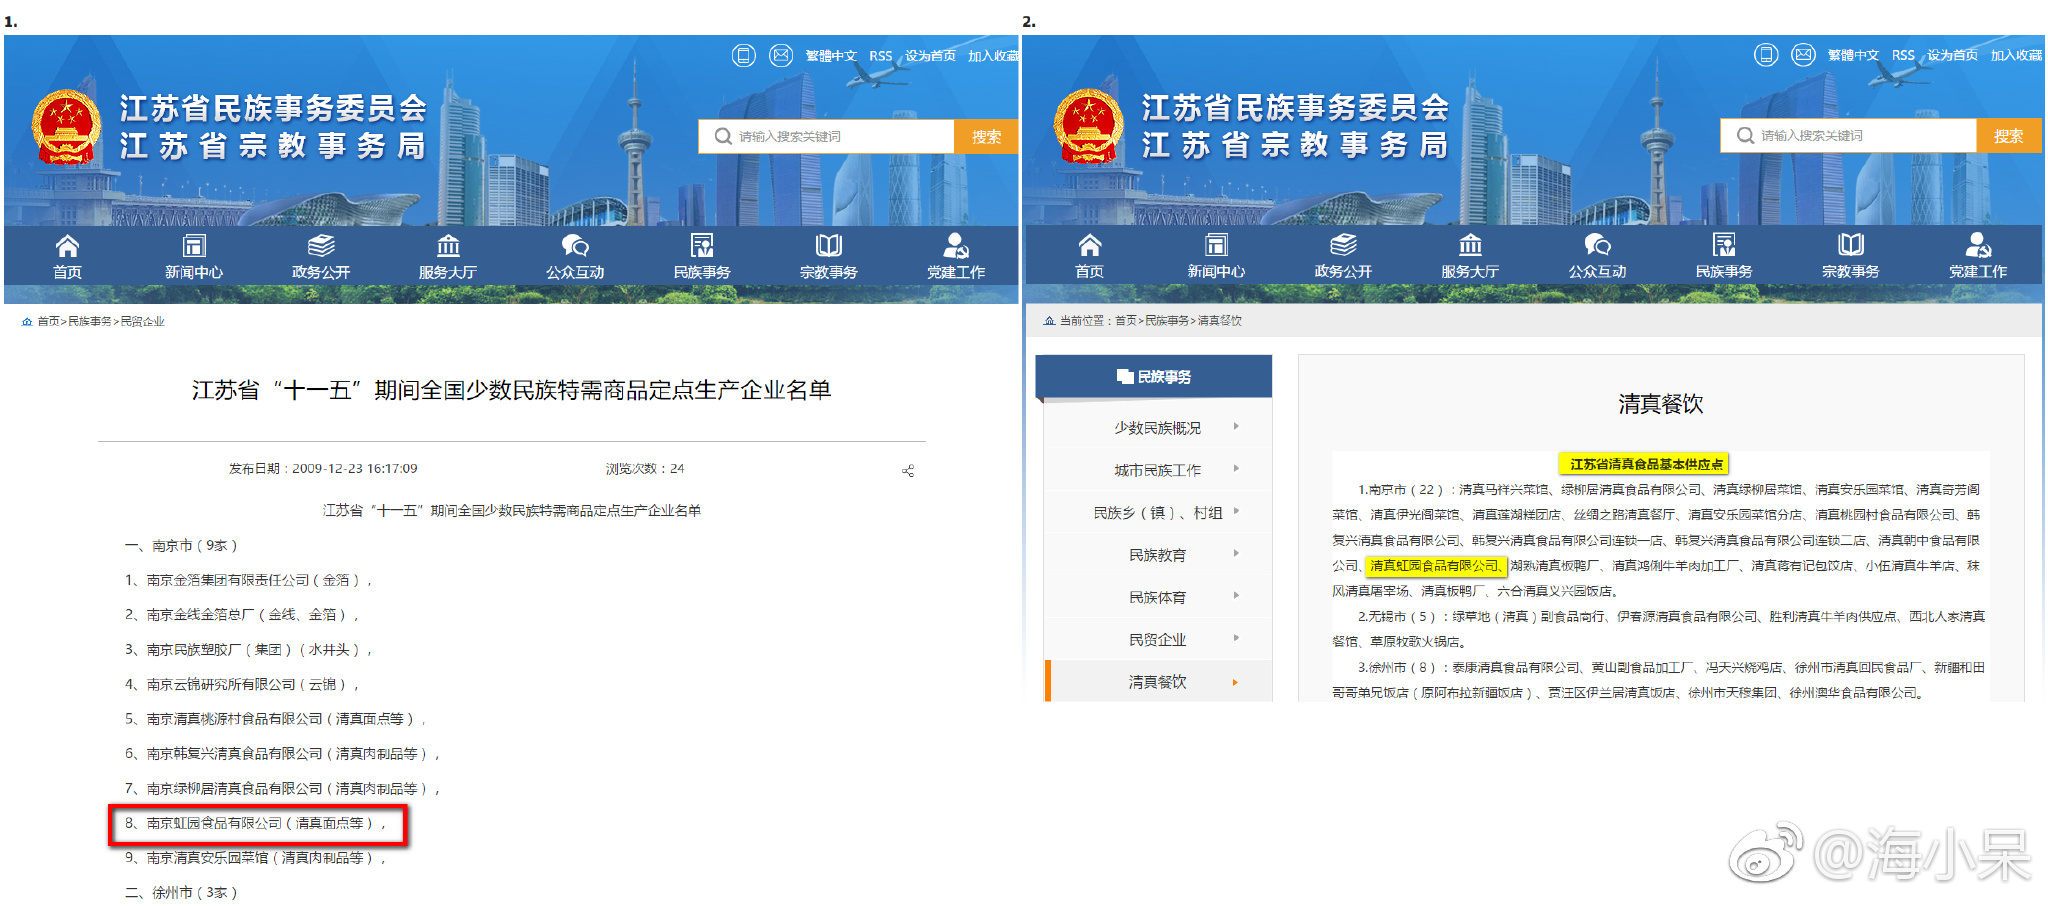 1.
繁體中文 RSS 设为首页 加入收藏
江苏省民族事务委员会
江苏省宗教事务局
请输入搜索关键词 搜索
首页 新闻中心 政务公开 服务大厅 公众互动 民族事务 宗教事务 党建工作
首页>民族事务>民贸企业
江苏省“十一五”期间全国少数民族特需商品定点生产企业名单
发布日期：2009-12-23 16:17:09 浏览次数：24
江苏省“十一五”期间全国少数民族特需商品定点生产企业名单
一、南京市（9家）
1、南京金箔集团有限责任公司（金箔），
2、南京金线金箔总厂（金线、金箔），
3、南京民族塑胶厂（集团）（水井头），
4、南京云锦研究所有限公司（云锦），
5、南京清真桃源村食品有限公司（清真面点等），
6、南京韩复兴清真食品有限公司（清真肉制品等），
7、南京绿柳居清真食品有限公司（清真肉制品等），
8、南京虹园食品有限公司（清真面点等），
9、南京清真安乐园菜馆（清真肉制品等），
二、徐州市（3家）
2.
繁體中文 RSS 设为首页 加入收藏
江苏省民族事务委员会
江苏省宗教事务局
请输入搜索关键词 搜索
首页 新闻中心 政务公开 服务大厅 公众互动 民族事务 宗教事务 党建工作
当前位置：首页>民族事务>清真餐饮
民族事务
少数民族概况
城市民族工作
民族乡（镇）、村组
民族教育
民族体育
民贸企业
清真餐饮
清真餐饮
江苏省清真食品基本供应点
1.南京市（22）：清真马祥兴菜馆、绿柳居清真食品有限公司、清真绿柳居菜馆、清真安乐园菜馆、清真奇芳阁
菜馆、清真伊光阁菜馆、清真莲湖糕团店、丝绸之路清真餐厅、清真安乐园菜馆分店、清真桃园村食品有限公司、韩
复兴清真食品有限公司、韩复兴清真食品有限公司连锁一店、韩复兴清真食品有限公司连锁二店、清真朝中食品有限
公司、清真虹园食品有限公司、湖熟清真板鸭厂、清真鸿俐牛羊肉加工厂、清真蒋有记包饺店、小伍清真牛羊店、秣
风清真屠宰场、清真板鸭厂、六合清真义兴园饭店。
2.无锡市（5）：绿草地（清真）副食品商行、伊春源清真食品有限公司、胜利清真牛羊肉供应点、西北人家清真
餐馆、草原牧歌火锅店。
3.徐州市（8）：泰康清真食品有限公司、黄山副食品加工厂、冯天兴烧鸡店、徐州市清真回民食品厂、新疆和田
哥哥弟兄饭店（原阿布拉新疆饭店）、贾汪区伊兰居清真饭店、徐州市天穆集团、徐州澳华食品有限公司。
@海小呆